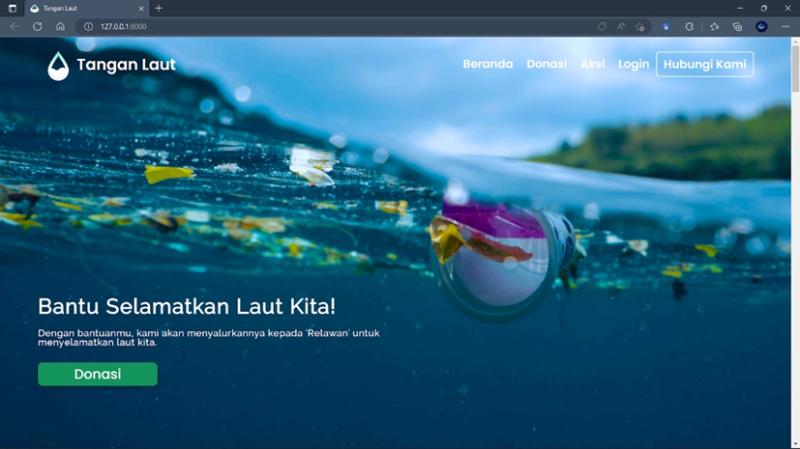 Tangan Laut
127.0.0.1:8000
Tangan Laut
Beranda Donasi Aksi Login Hubungi Kami
Bantu Selamatkan Laut Kita!
Dengan bantuanmu, kami akan menyalurkannya kepada 'Relawan' untuk
menyelamatkan laut kita.
Donasi